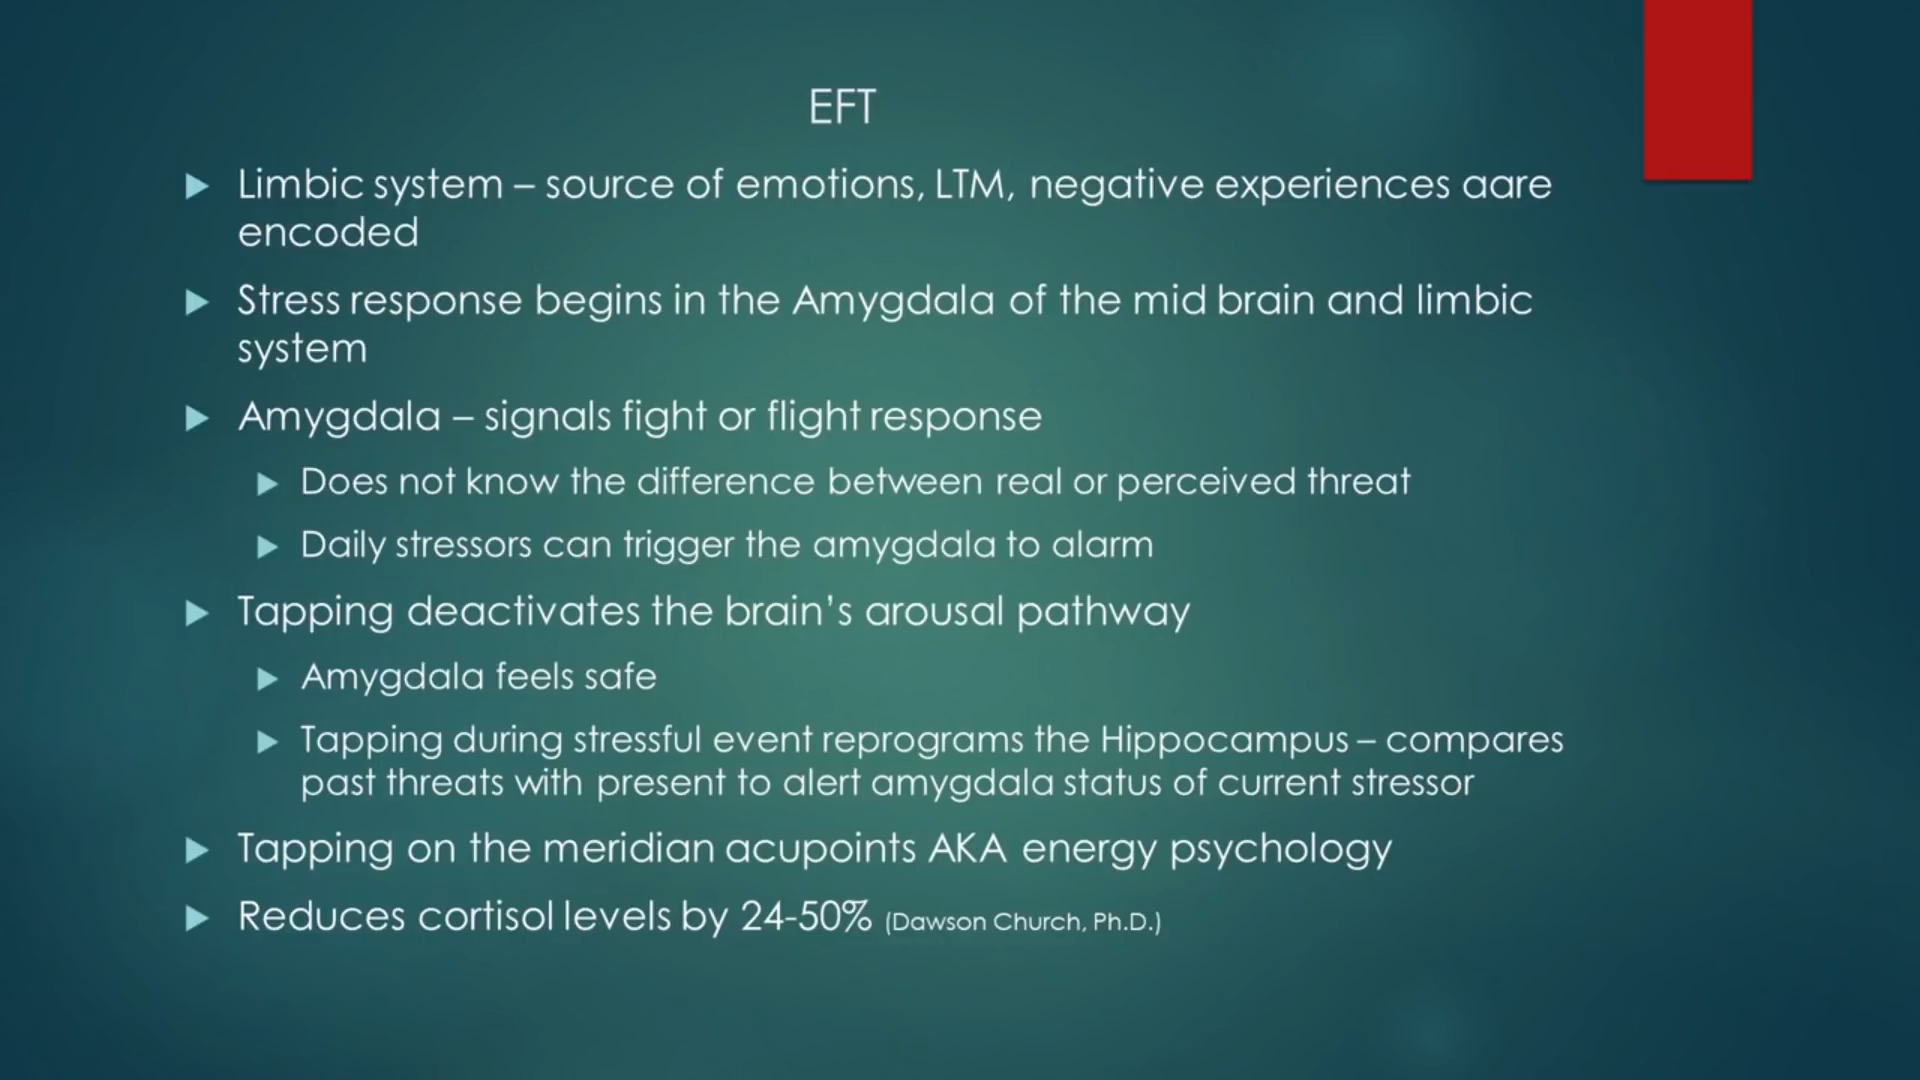 EFT
Limbic system – source of emotions, LTM, negative experiences aare
encoded
Stress response begins in the Amygdala of the mid brain and limbic
system
Amygdala – signals fight or flight response
Does not know the difference between real or perceived threat
Daily stressors can trigger the amygdala to alarm
Tapping deactivates the brain’s arousal pathway
Amygdala feels safe
Tapping during stressful event reprograms the Hippocampus – compares
past threats with present to alert amygdala status of current stressor
Tapping on the meridian acupoints AKA energy psychology
Reduces cortisol levels by 24-50% (Dawson Church, Ph.D.)